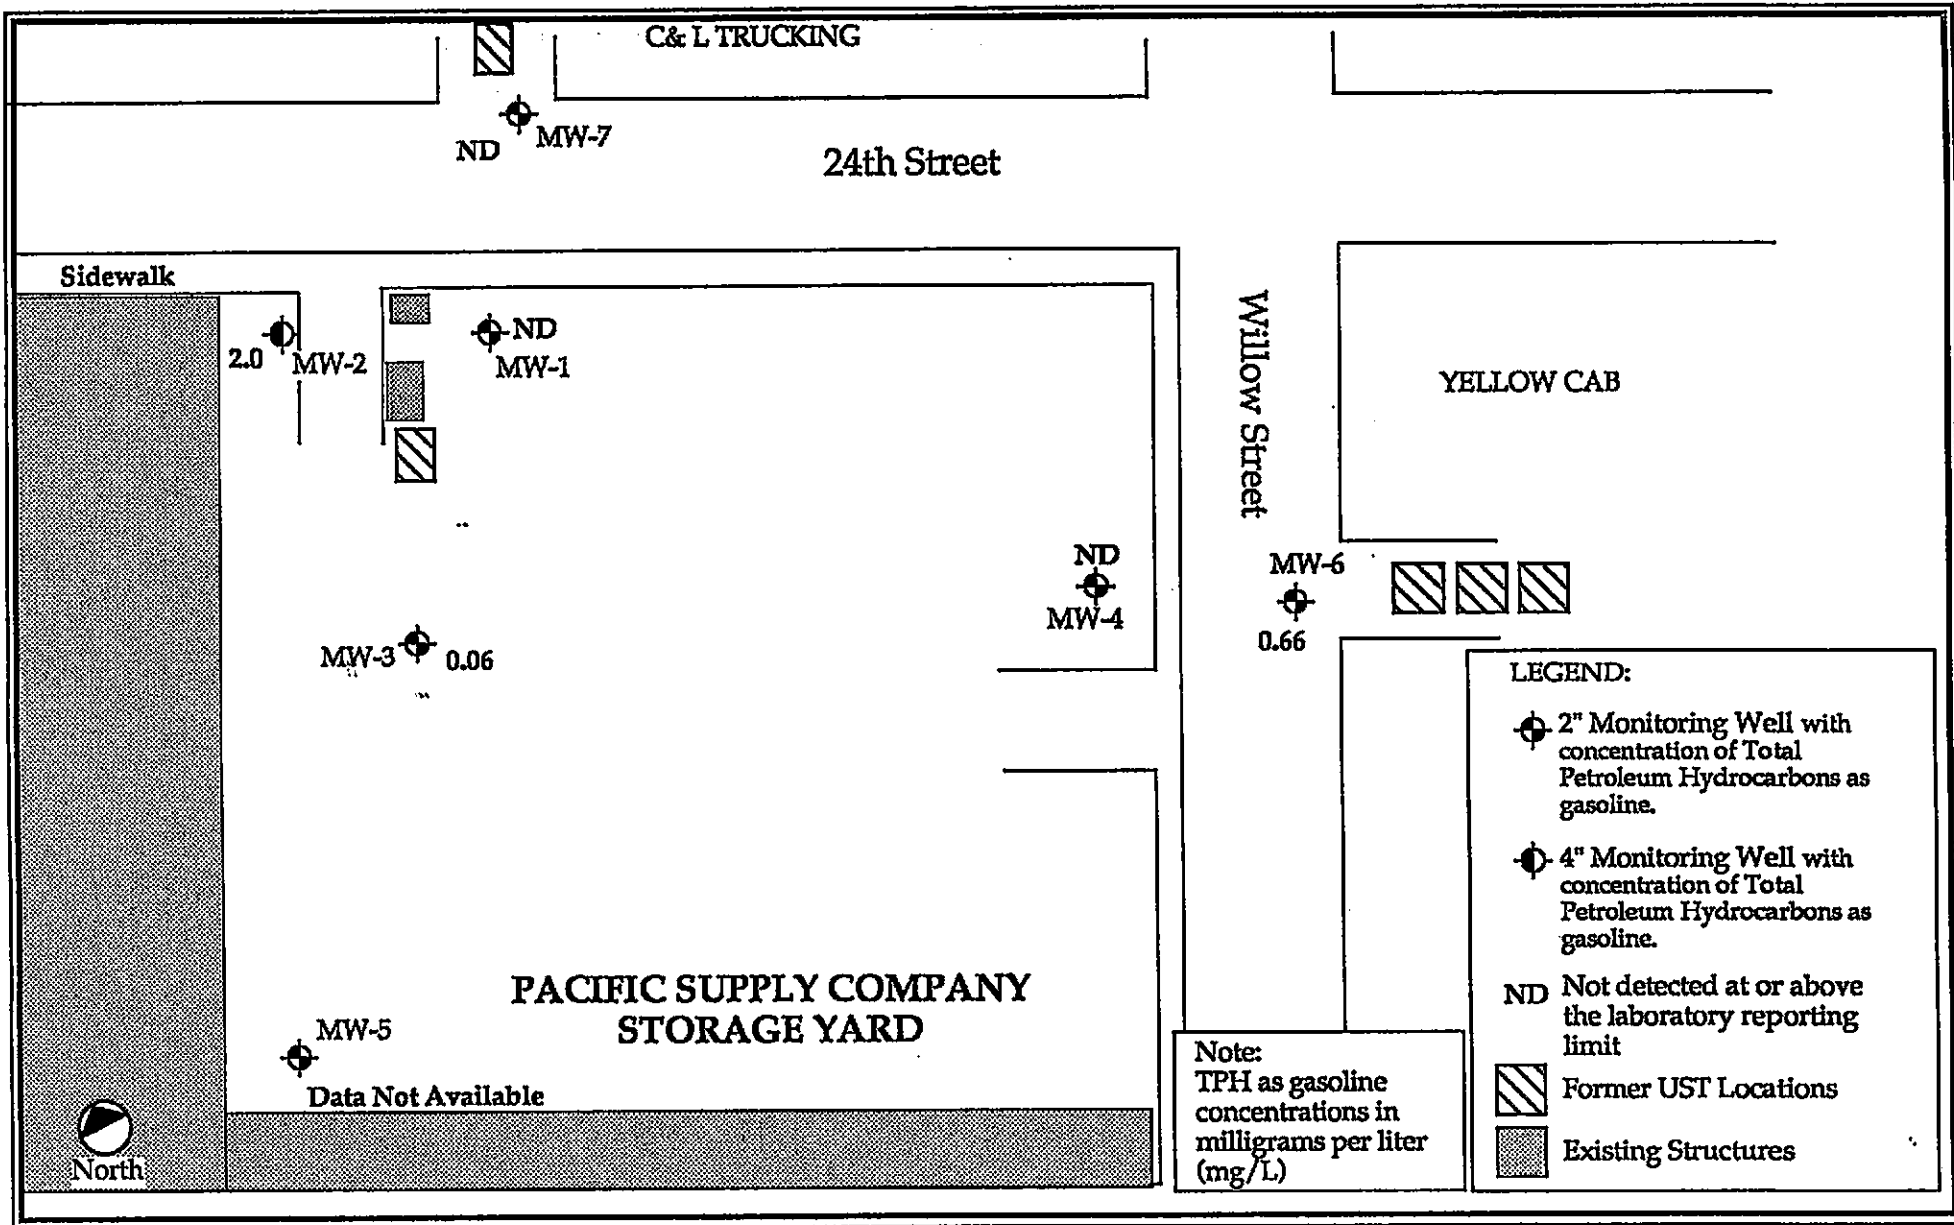 C& L TRUCKING
MW-7
ND
24th Street
Sidewalk
2.0
MW-2
ND
MW-1
Willow Street
YELLOW CAB
ND
MW-4
MW-6
0.66
MW-3
0.06
PACIFIC SUPPLY COMPANY
STORAGE YARD
MW-5
Data Not Available
North
Note:
TPH as gasoline
concentrations in
milligrams per liter
(mg/L)
LEGEND:
2" Monitoring Well with
concentration of Total
Petroleum Hydrocarbons as
gasoline.
4" Monitoring Well with
concentration of Total
Petroleum Hydrocarbons as
gasoline.
ND Not detected at or above
the laboratory reporting
limit
Former UST Locations
Existing Structures